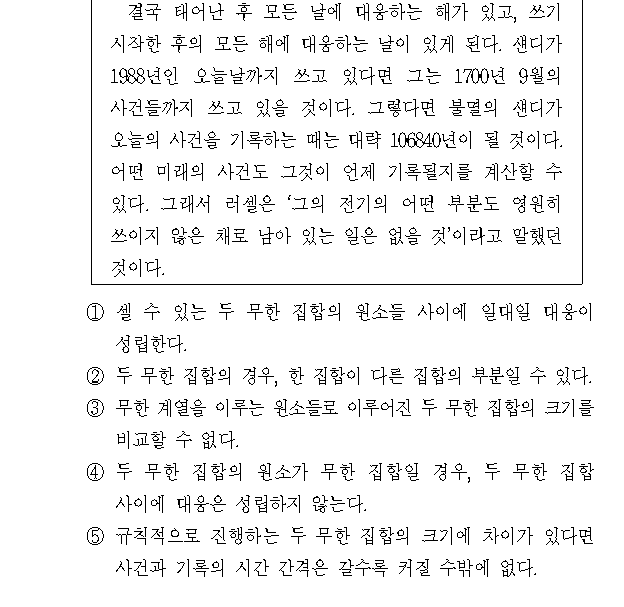 결국 태어난 후 모든 날에 대응하는 해가 있고, 쓰기
시작한 후의 모든 해에 대응하는 날이 있게 된다. 샌디가
1988년인 오늘날까지 쓰고 있다면 그는 1700년 9월의
사건들까지 쓰고 있을 것이다. 그렇다면 불멸의 샌디가
오늘의 사건을 기록하는 때는 대략 106840년이 될 것이다.
어떤 미래의 사건도 그것이 언제 기록될지를 계산할 수
있다. 그래서 러셀은 ‘그의 전기의 어떤 부분도 영원히
쓰이지 않은 채로 남아 있는 일은 없을 것’이라고 말했던
것이다.
① 셀 수 있는 두 무한 집합의 원소들 사이에 일대일 대응이
성립한다.
② 두 무한 집합의 경우, 한 집합이 다른 집합의 부분일 수 있다.
③ 무한 계열을 이루는 원소들로 이루어진 두 무한 집합의 크기를
비교할 수 없다.
④ 두 무한 집합의 원소가 무한 집합일 경우, 두 무한 집합
사이에 대응은 성립하지 않는다.
⑤ 규칙적으로 진행하는 두 무한 집합의 크기에 차이가 있다면
사건과 기록의 시간 간격은 갈수록 커질 수밖에 없다.